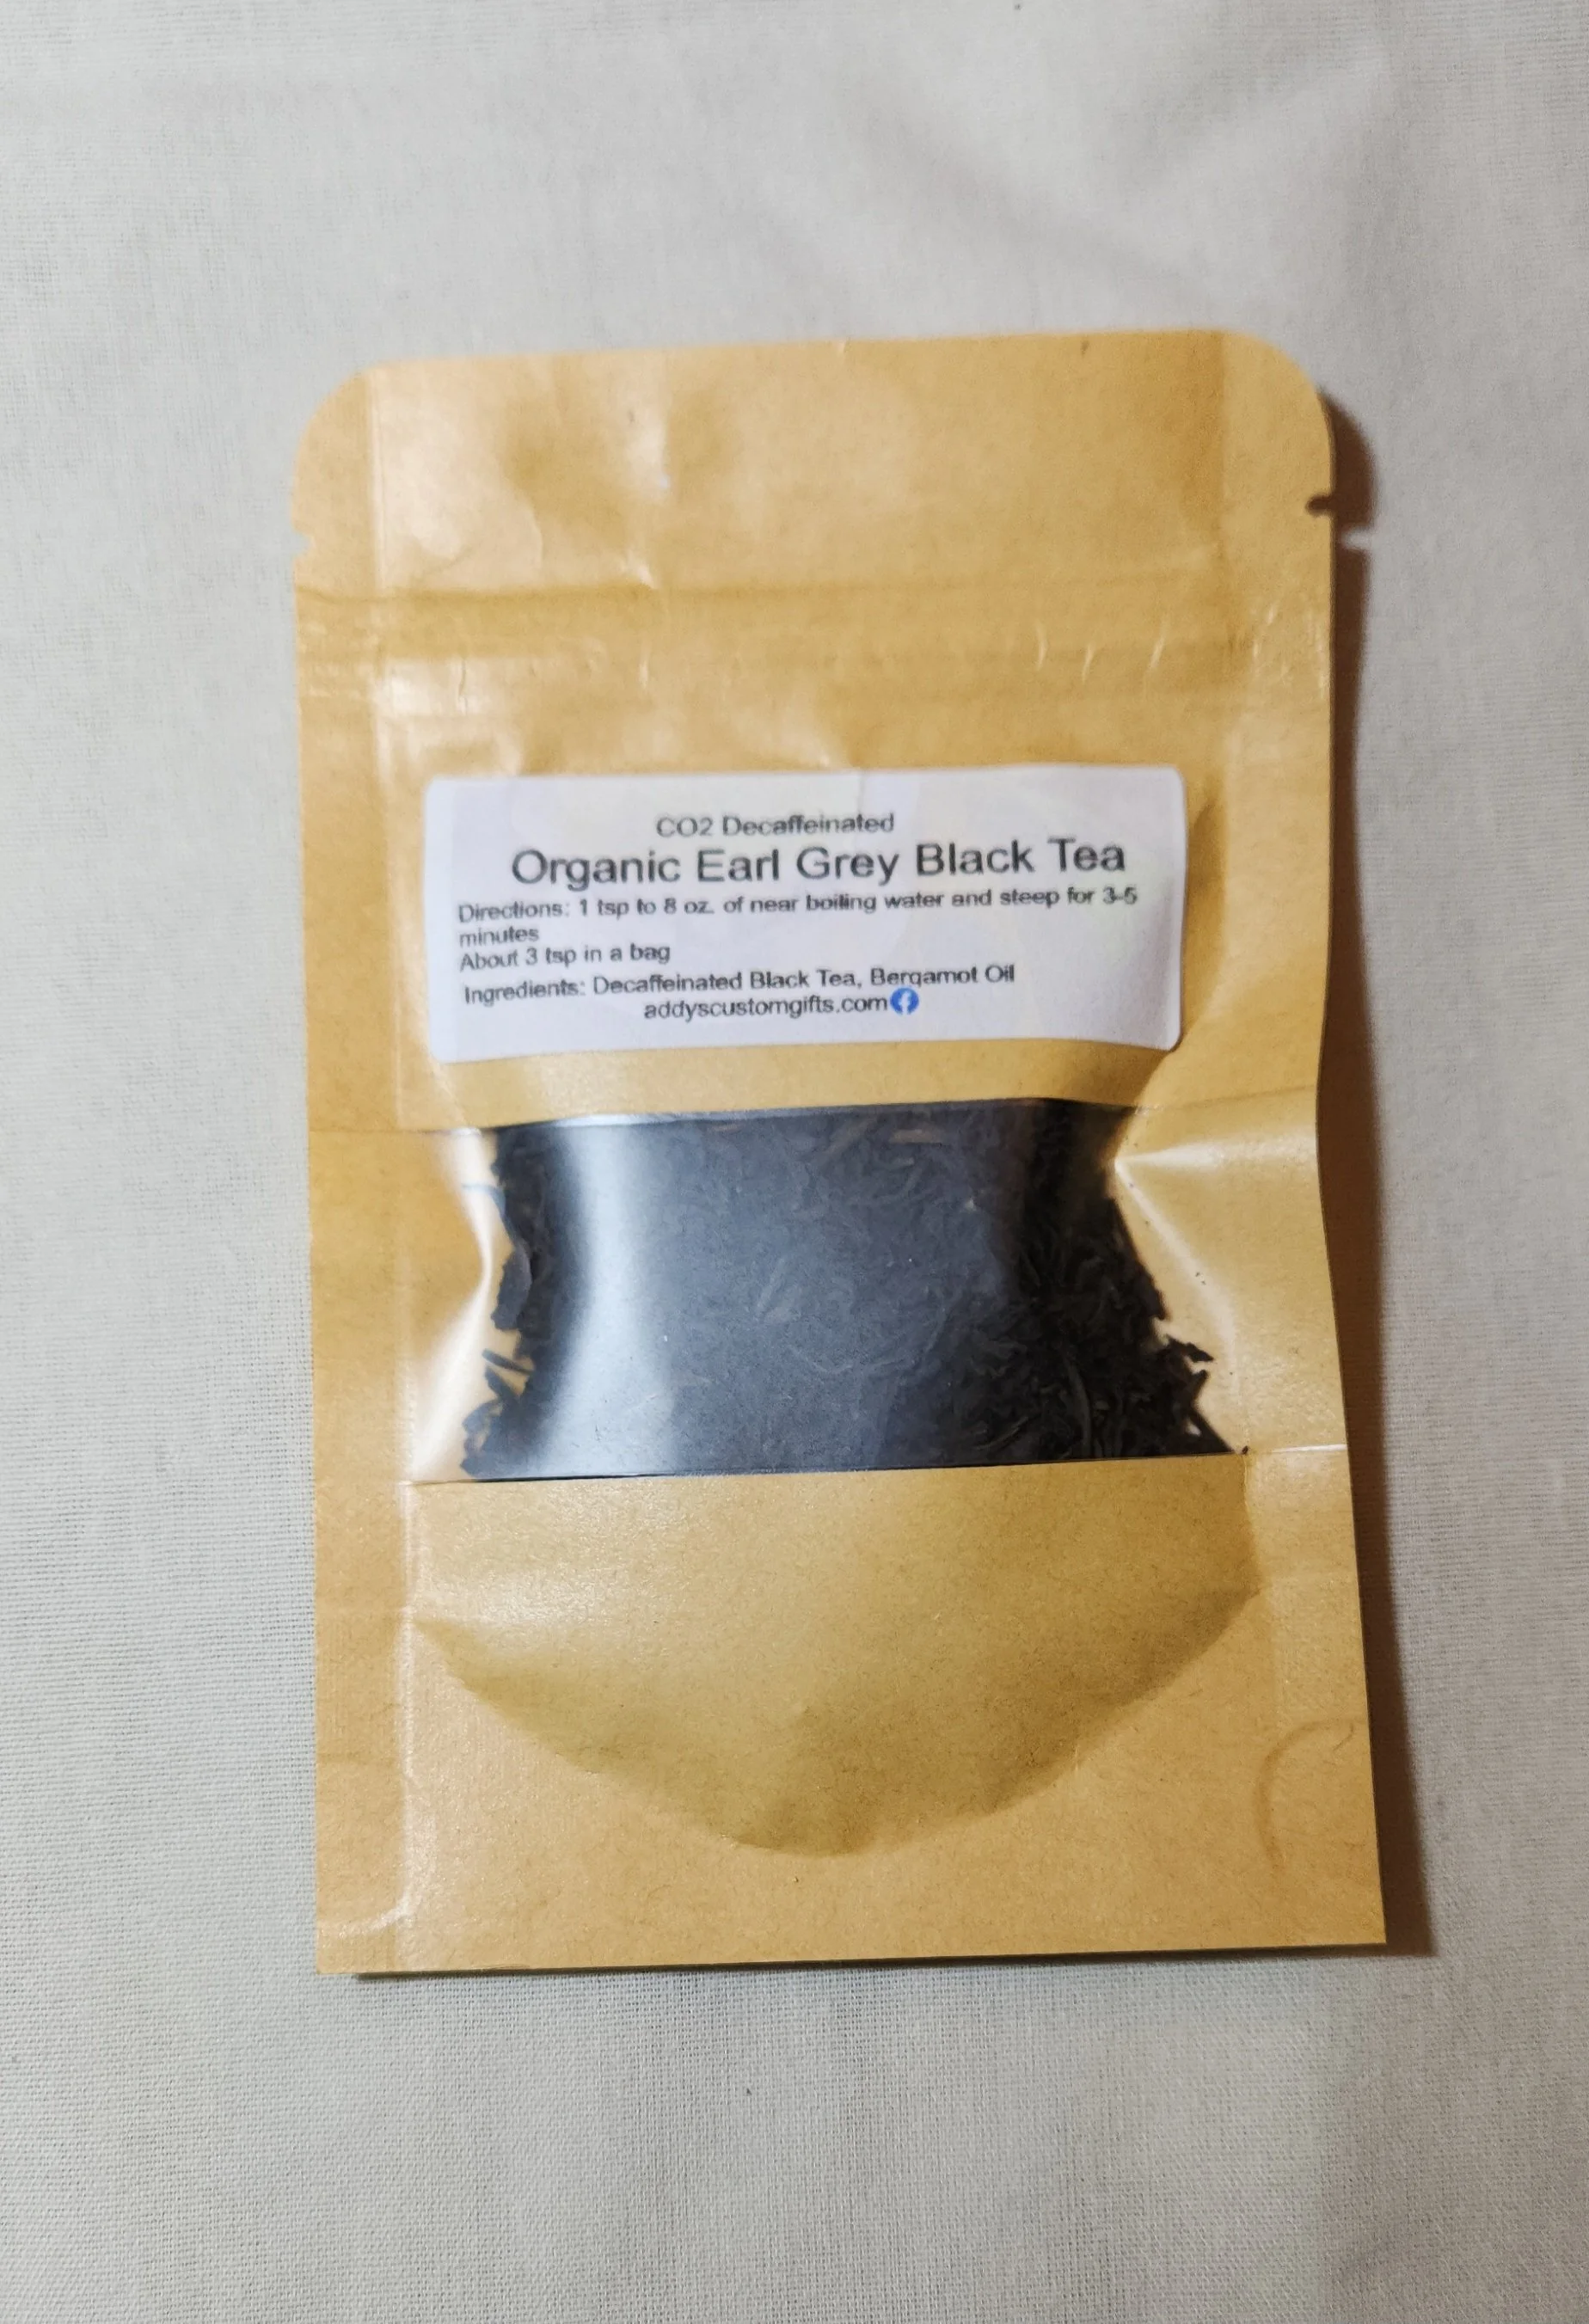 CO2 Decaffeinated
Organic Earl Grey Black Tea
Directions: 1 tsp to 8 oz. of near boiling water and steep for 3-5
minutes
About 3 tsp in a bag
Ingredients: Decaffeinated Black Tea, Bergamot Oil
addyscustomgifts.com